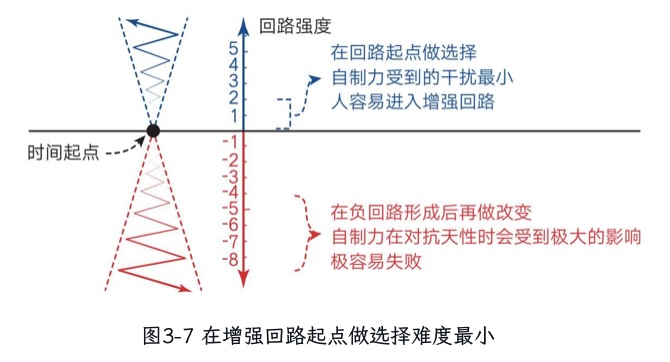 回路强度
5
4
3
2
1
在回路起点做选择
自制力受到的干扰最小
人容易进入增强回路
时间起点
-1
-2
-3
-4
-5
-6
-7
-8
在负回路形成后再做改变
自制力在对抗天性时会受到极大的影响
极容易失败
图3-7 在增强回路起点做选择难度最小